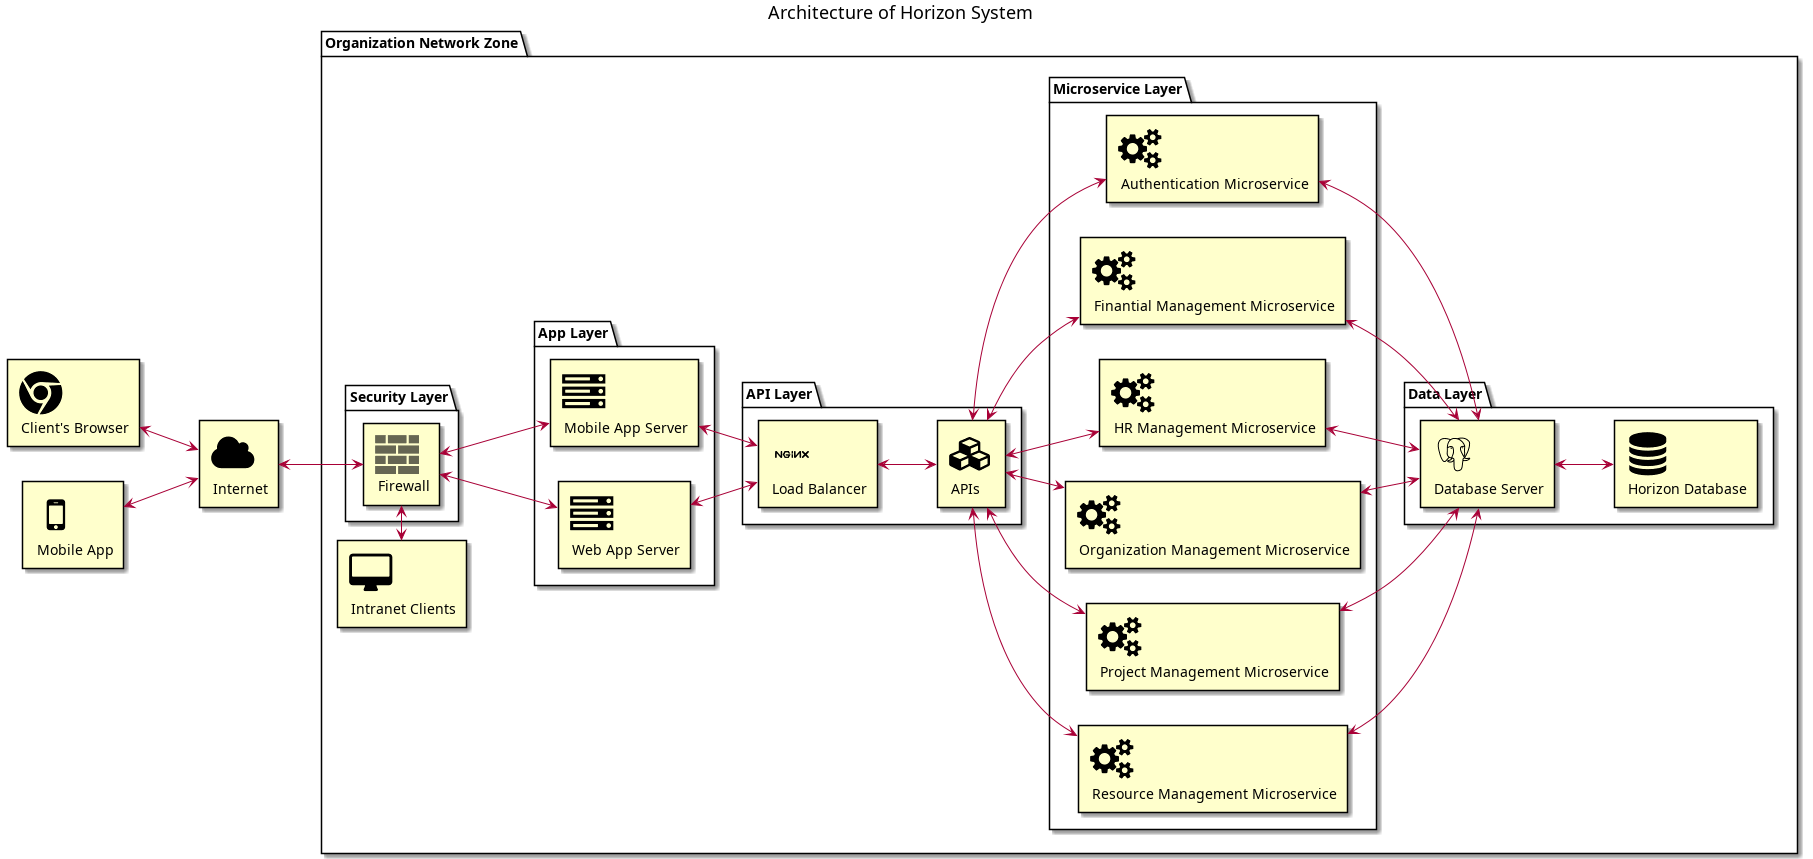 Architecture of Horizon System
Organization Network Zone
Microservice Layer
Authentication Microservice
Finantial Management Microservice
HR Management Microservice
Organization Management Microservice
Project Management Microservice
Resource Management Microservice
App Layer
Mobile App Server
Web App Server
Security Layer
Firewall
Intranet Clients
API Layer
NGINX
Load Balancer
APIs
Data Layer
Database Server
Horizon Database
Client's Browser
Internet
Mobile App